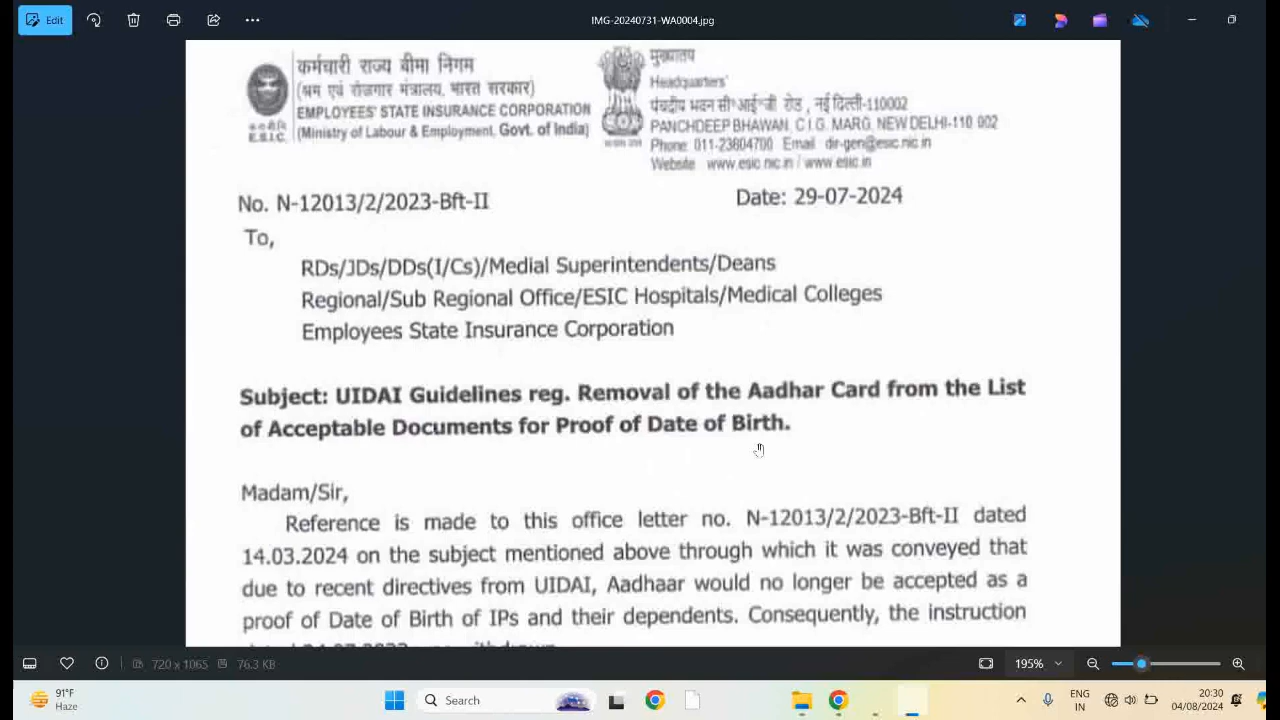 Edit
IMG-20240731-WA0004.jpg
कर्मचारी राज्य बीमा निगम
(श्रम एवं रोजगार मंत्रालय, भारत सरकार)
EMPLOYEES' STATE INSURANCE CORPORATION
(Ministry of Labour & Employment, Govt. of India)
E.S.I.C.
मुख्यालय
Headquarters'
पंचदीप भवन सी॰आई॰जी रोड, नई दिल्ली-110002
PANCHDEEP BHAWAN, C.I.G. MARG, NEW DELHI-110 002
Phone: 011-23604700 Email dir-gen@esic.nic.in
Website www.esic.nic.in / www.esic.in
No. N-12013/2/2023-Bft-II
Date: 29-07-2024
To,
RDs/JDs/DDs(I/Cs)/Medial Superintendents/Deans
Regional/Sub Regional Office/ESIC Hospitals/Medical Colleges
Employees State Insurance Corporation
Subject: UIDAI Guidelines reg. Removal of the Aadhar Card from the List
of Acceptable Documents for Proof of Date of Birth.
Madam/Sir,
Reference is made to this office letter no. N-12013/2/2023-Bft-II dated
14.03.2024 on the subject mentioned above through which it was conveyed that
due to recent directives from UIDAI, Aadhaar would no longer be accepted as a
proof of Date of Birth of IPs and their dependents. Consequently, the instruction
720 x 1065
76.3 KB
195%
91°F
Haze
Search
ENG
IN
20:30
04/08/2024